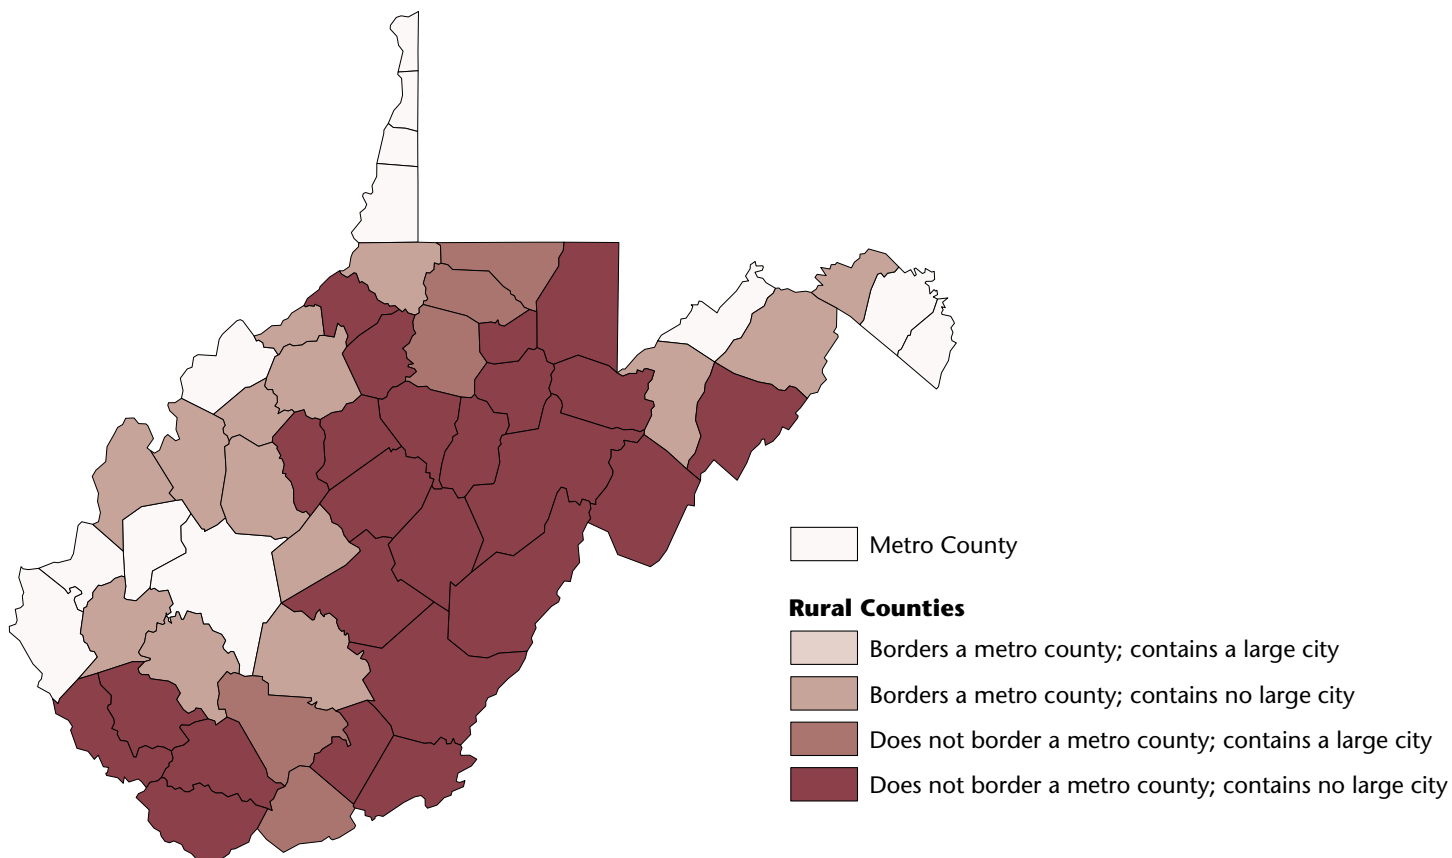 Metro County
Rural Counties
Borders a metro county; contains a large city
Borders a metro county; contains no large city
Does not border a metro county; contains a large city
Does not border a metro county; contains no large city